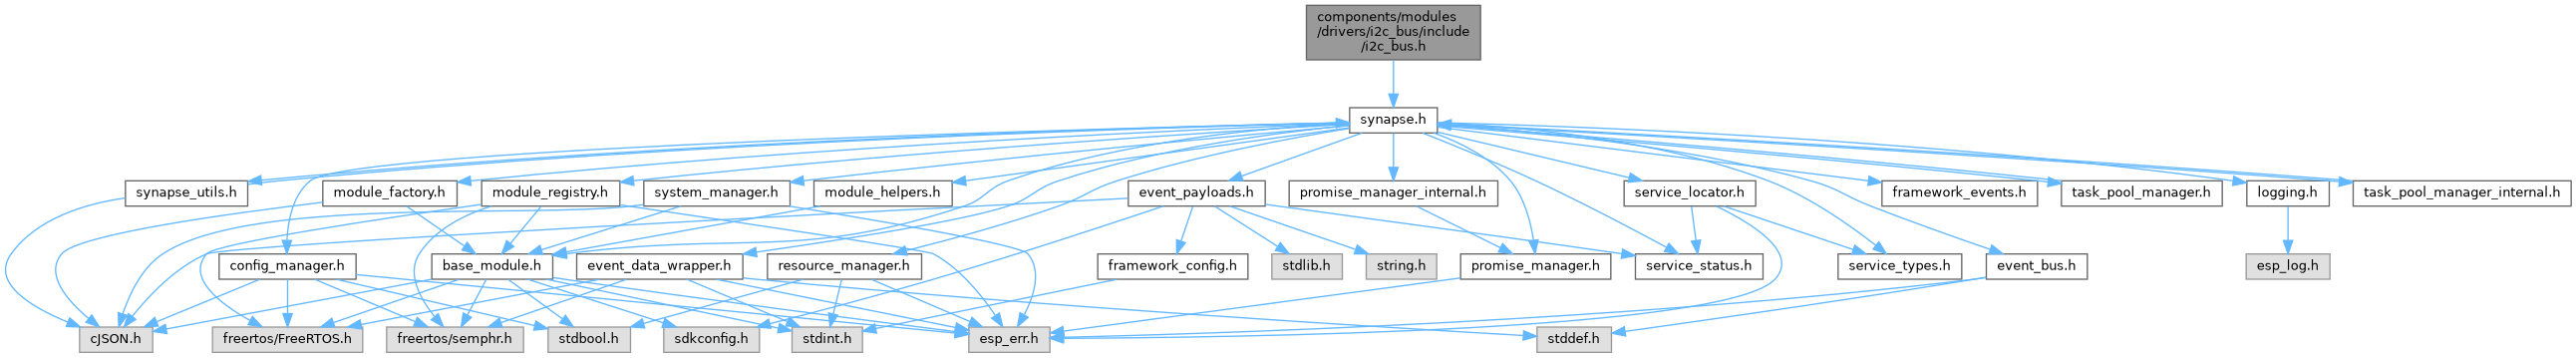 components/modules
/drivers/i2c_bus/include
/i2c_bus.h
synapse.h
synapse_utils.h
module_factory.h
module_registry.h
system_manager.h
module_helpers.h
event_payloads.h
promise_manager_internal.h
service_locator.h
framework_events.h
task_pool_manager.h
logging.h
task_pool_manager_internal.h
config_manager.h
base_module.h
event_data_wrapper.h
resource_manager.h
framework_config.h
stdlib.h
string.h
promise_manager.h
service_status.h
service_types.h
event_bus.h
esp_log.h
cJSON.h
freertos/FreeRTOS.h
freertos/semphr.h
stdbool.h
sdkconfig.h
stdint.h
esp_err.h
stddef.h